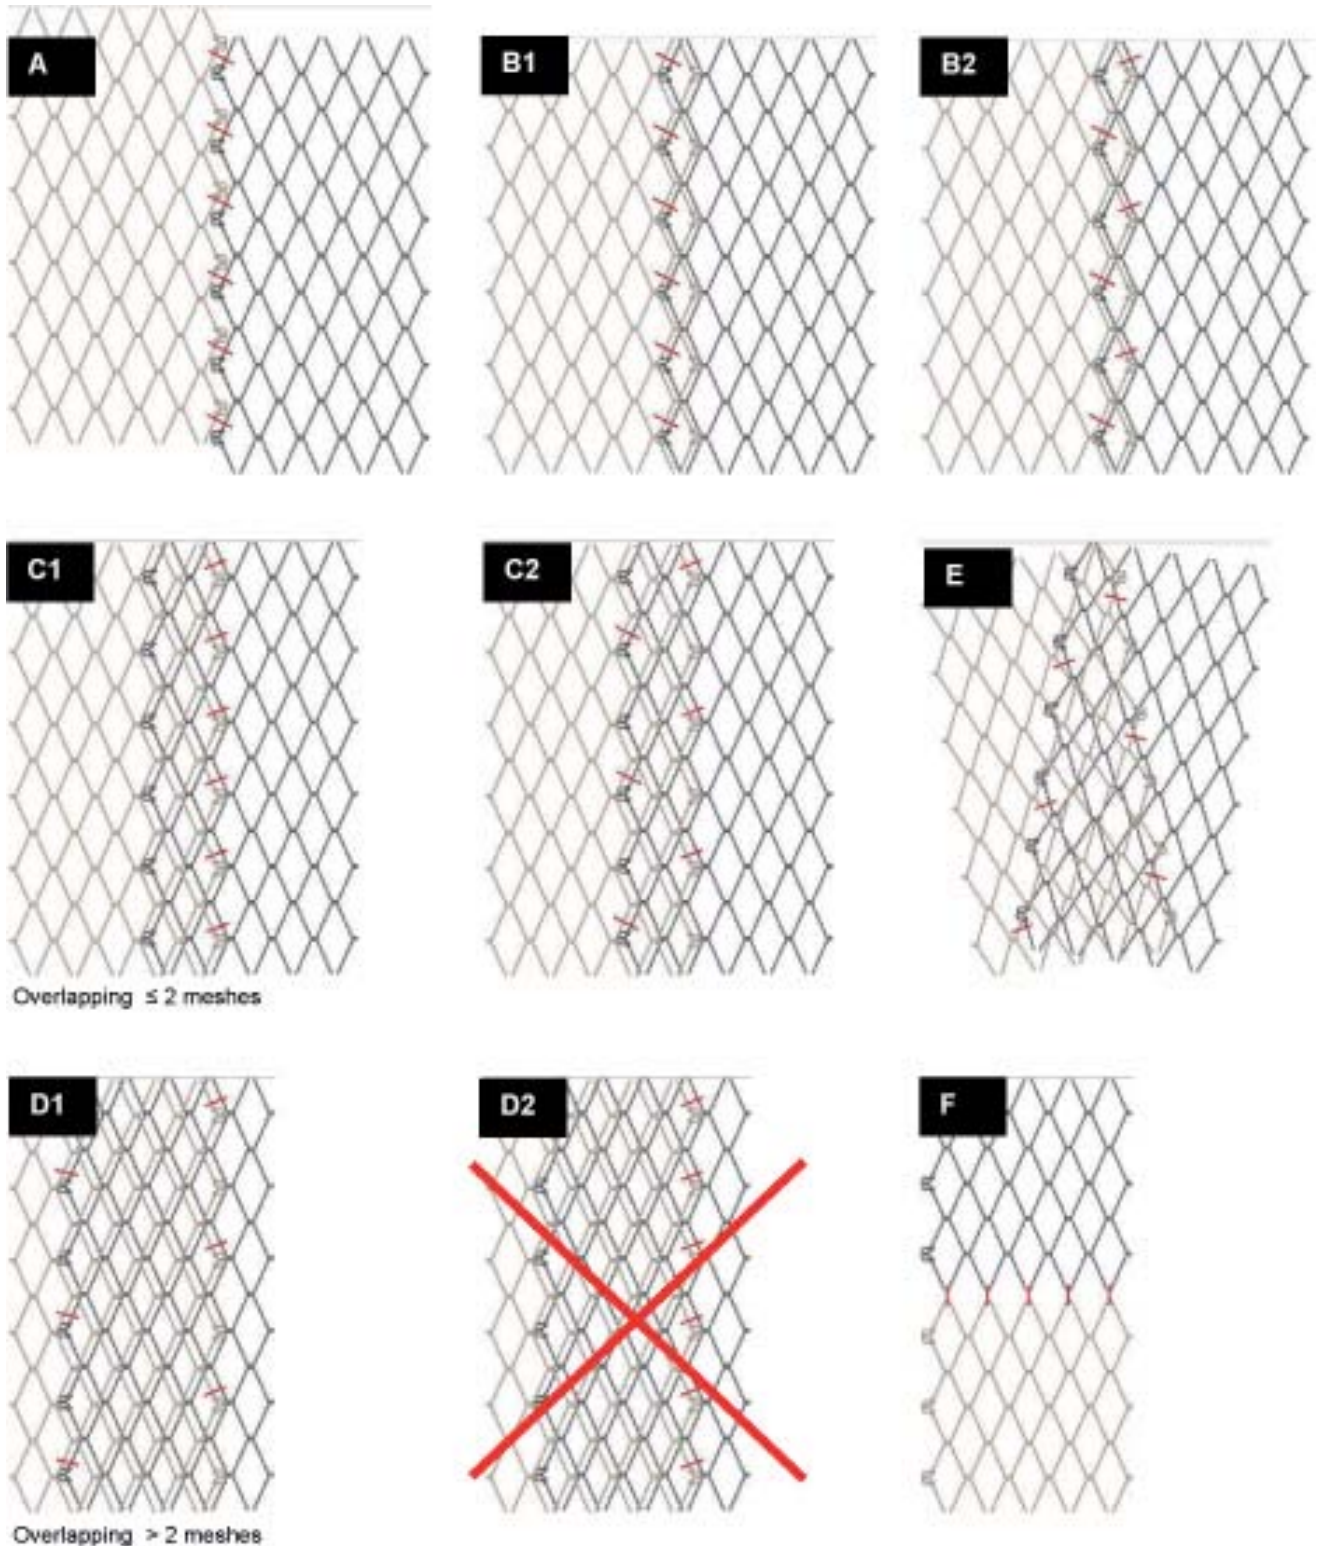 A
B1
B2
C1
C2
E
Overlapping ≤ 2 meshes
D1
D2
F
Overlapping > 2 meshes